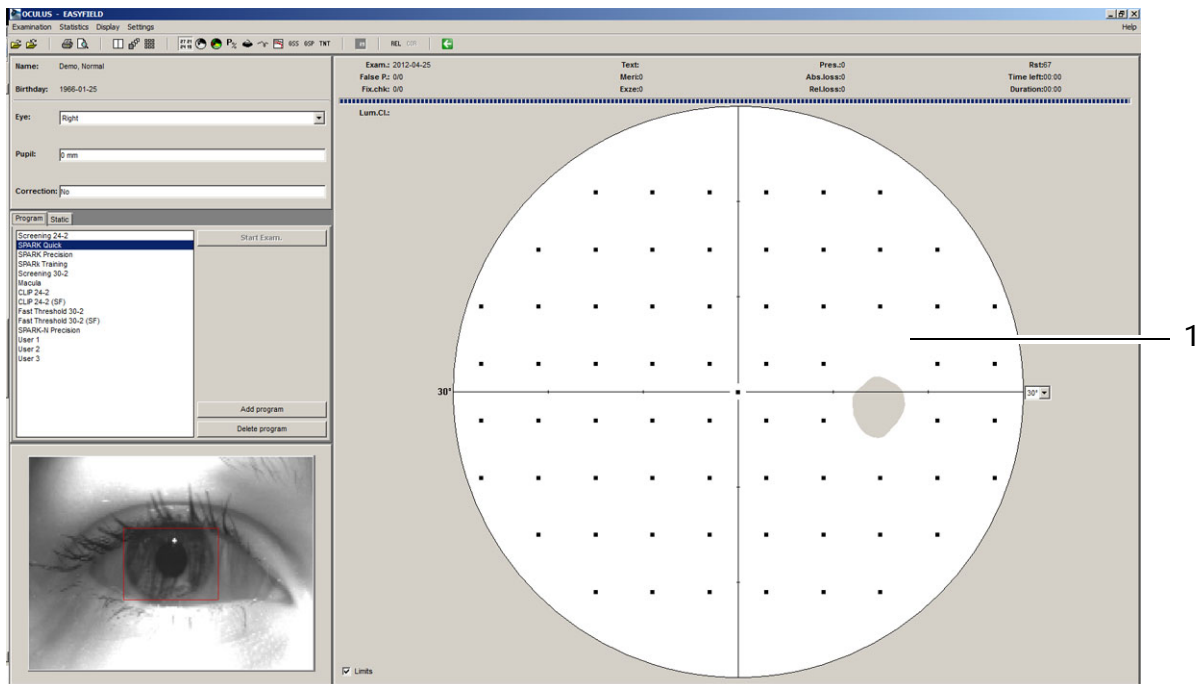 OCULUS - EASYFIELD
Examination Statistics Display Settings Help
GSS GSP TNT REL COR
Name: Demo, Normal
Birthday: 1966-01-25
Eye: Right
Pupil: 0 mm
Correction: No
Program Static
Screening 24-2
SPARK Quick
SPARK Precision
SPARk Training
Screening 30-2
Macula
CLIP 24-2
CLIP 24-2 (SF)
Fast Threshold 30-2
Fast Threshold 30-2 (SF)
SPARK-N Precision
User 1
User 2
User 3
Start Exam.
Add program
Delete program
Exam.: 2012-04-25 Text: Pres.:0 Rst:67
False P.: 0/0 Meri:0 Abs.loss:0 Time left:00:00
Fix.chk: 0/0 Exze:0 Rel.loss:0 Duration:00:00
Lum.Cl.:
1
30°
30°
Limits